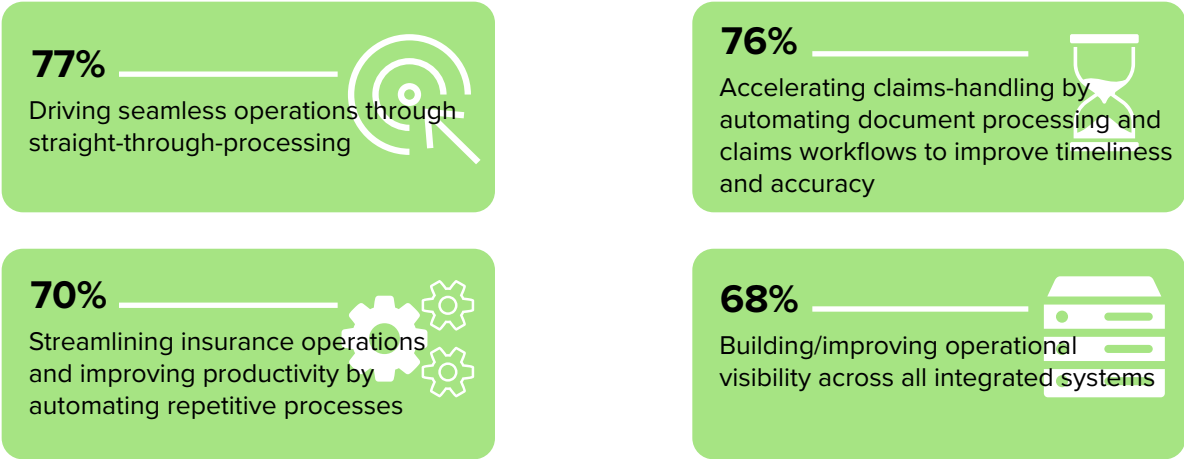 77%
Driving seamless operations through
straight-through-processing
76%
Accelerating claims-handling by
automating document processing and
claims workflows to improve timeliness
and accuracy
70%
Streamlining insurance operations
and improving productivity by
automating repetitive processes
68%
Building/improving operational
visibility across all integrated systems